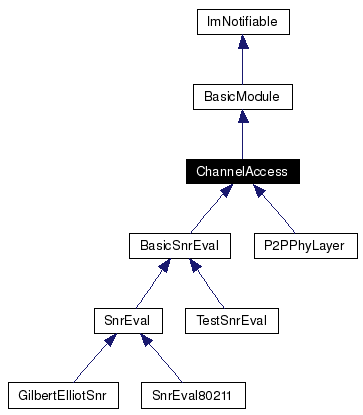 ImNotifiable
BasicModule
ChannelAccess
BasicSnrEval
P2PPhyLayer
SnrEval
TestSnrEval
GilbertElliotSnr
SnrEval80211